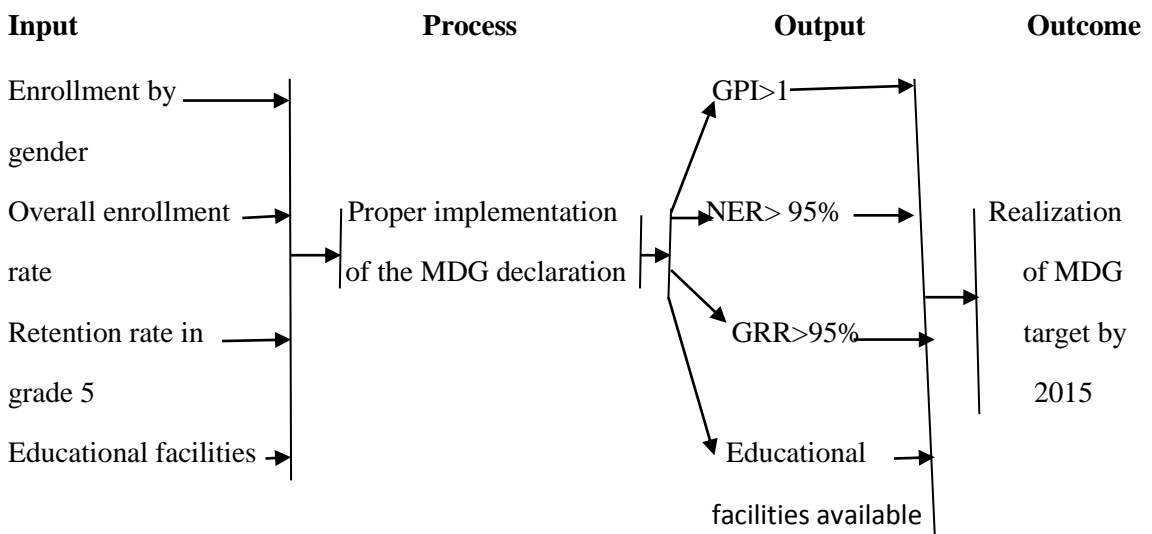 Input Process Output Outcome
Enrollment by GPI>1
gender
Overall enrollment Proper implementation NER> 95% Realization
rate of the MDG declaration of MDG
Retention rate in GRR>95% target by
grade 5 2015
Educational facilities Educational
facilities available